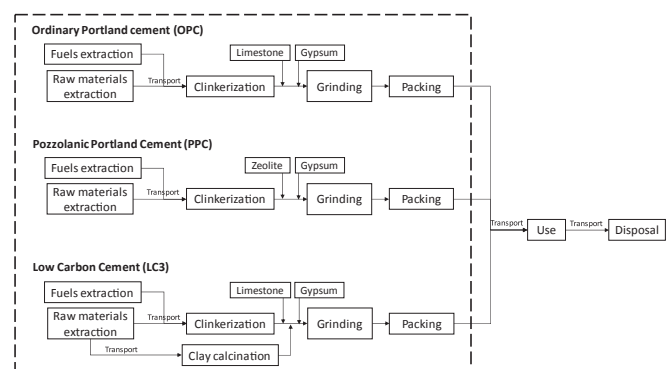 Ordinary Portland cement (OPC)
Fuels extraction
Limestone
Gypsum
Raw materials
extraction
Transport
Clinkerization
Grinding
Packing
Pozzolanic Portland Cement (PPC)
Fuels extraction
Zeolite
Gypsum
Raw materials
extraction
Transport
Clinkerization
Grinding
Packing
Transport
Use
Transport
Disposal
Low Carbon Cement (LC3)
Fuels extraction
Limestone
Gypsum
Raw materials
extraction
Transport
Clinkerization
Grinding
Packing
Transport
Clay calcination